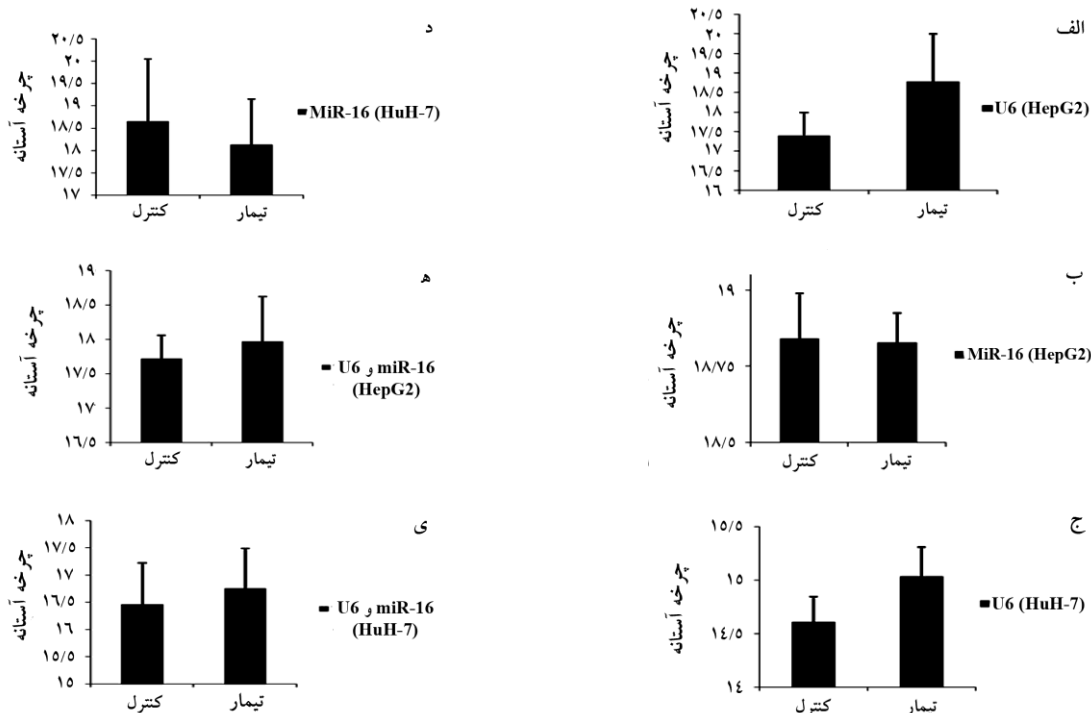 الف
چرخه آستانه
۲۰/۵
۲۰
۱۹/۵
۱۹
۱۸/۵
۱۸
۱۷/۵
۱۷
۱۶/۵
۱۶
کنترل
تیمار
U6 (HepG2)
ب
چرخه آستانه
۱۹
۱۸/۷۵
۱۸/۵
کنترل
تیمار
MiR-16 (HepG2)
ج
چرخه آستانه
۱۵/۵
۱۵
۱۴/۵
۱۴
کنترل
تیمار
U6 (HuH-7)
د
چرخه آستانه
۲۰/۵
۲۰
۱۹/۵
۱۹
۱۸/۵
۱۸
۱۷/۵
۱۷
کنترل
تیمار
MiR-16 (HuH-7)
ه
چرخه آستانه
۱۹
۱۸/۵
۱۸
۱۷/۵
۱۷
۱۶/۵
کنترل
تیمار
U6 و miR-16
(HepG2)
ی
چرخه آستانه
۱۸
۱۷/۵
۱۷
۱۶/۵
۱۶
۱۵/۵
۱۵
کنترل
تیمار
U6 و miR-16
(HuH-7)